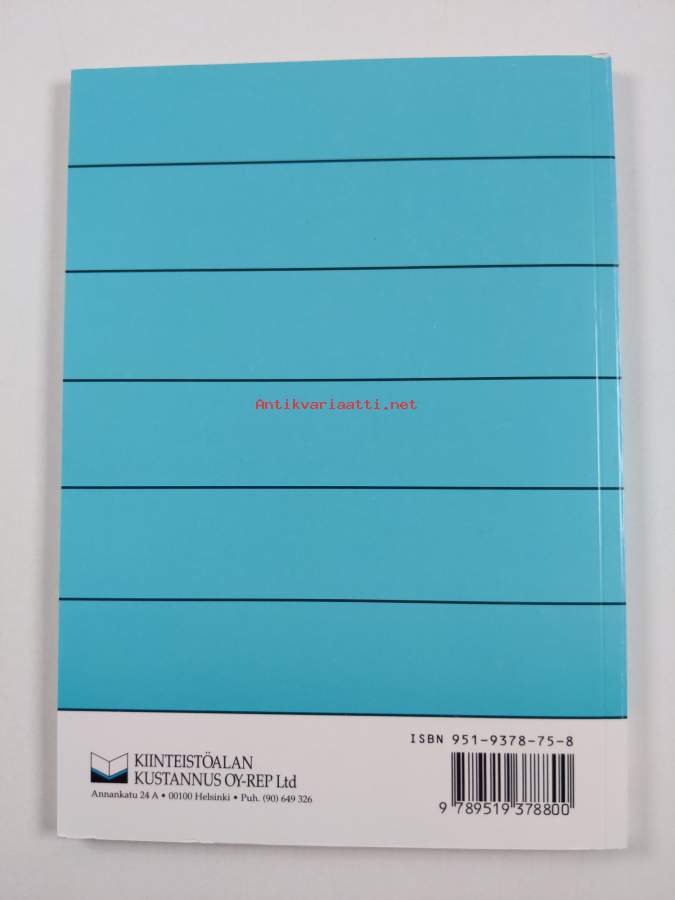 Antikvariaatti.net
ISBN 951-9378-75-8
KIINTEISTÖALAN
KUSTANNUS OY-REP Ltd
Annankatu 24 A • 00100 Helsinki • Puh. (90) 649 326
9 789519 378800